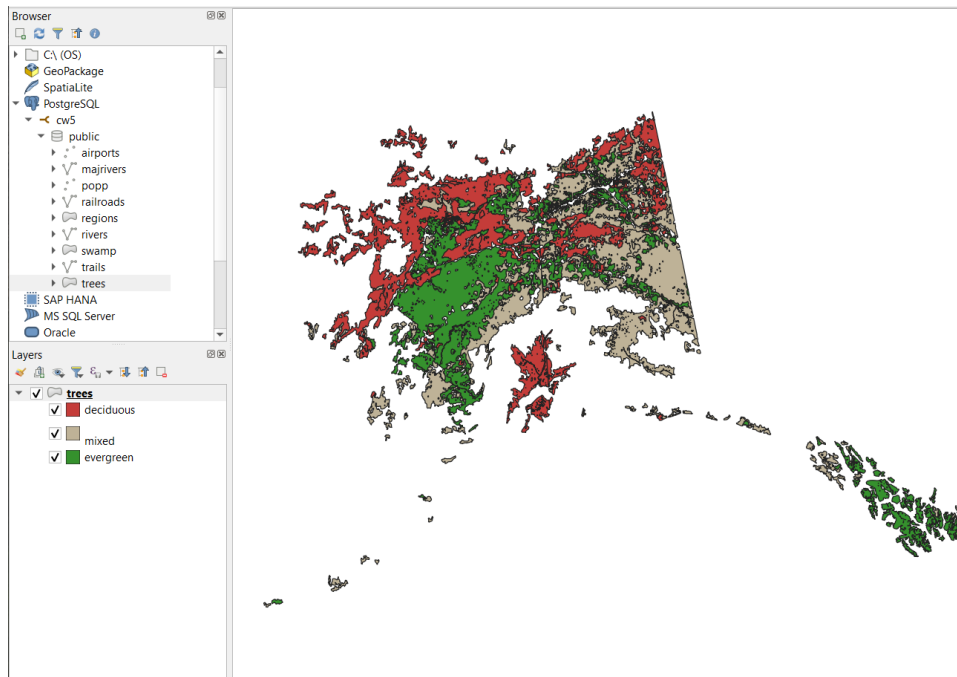 Browser
C:\ (OS)
GeoPackage
SpatiaLite
PostgreSQL
cw5
public
airports
majrivers
popp
railroads
regions
rivers
swamp
trails
trees
SAP HANA
MS SQL Server
Oracle
Layers
trees
deciduous
mixed
evergreen